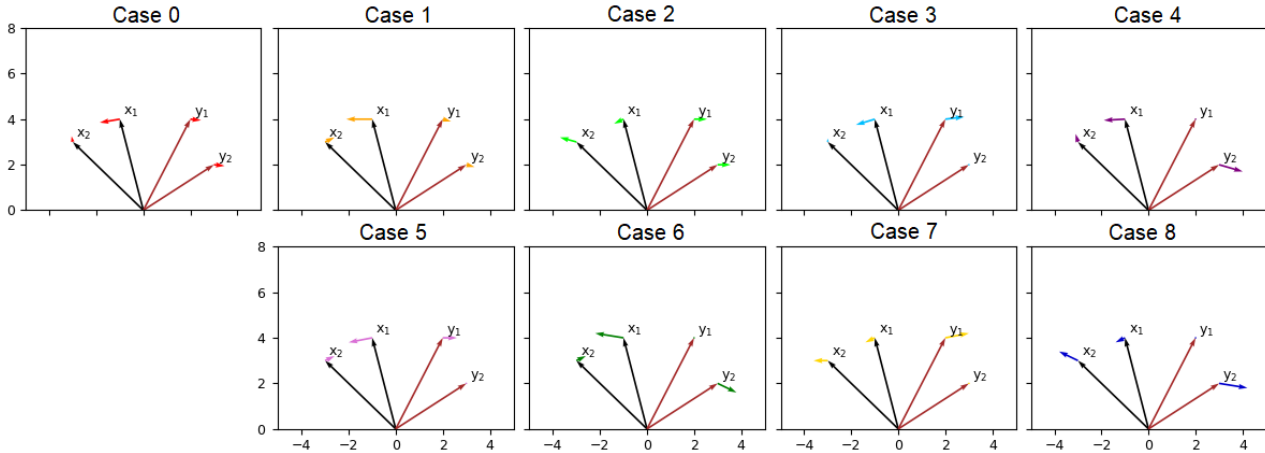 Case 0 Case 1 Case 2 Case 3 Case 4
8
6
4 x₁ y₁ x₁ y₁ x₁ y₁ x₁ y₁ x₁ y₁
x₂ x₂ x₂ x₂ x₂
2 y₂ y₂ y₂ y₂ y₂
0
Case 5 Case 6 Case 7 Case 8
8
6
4 x₁ y₁ x₁ y₁ x₁ y₁ x₁ y₁
x₂ x₂ x₂ x₂
2 y₂ y₂ y₂ y₂
0
−4 −2 0 2 4 −4 −2 0 2 4 −4 −2 0 2 4 −4 −2 0 2 4